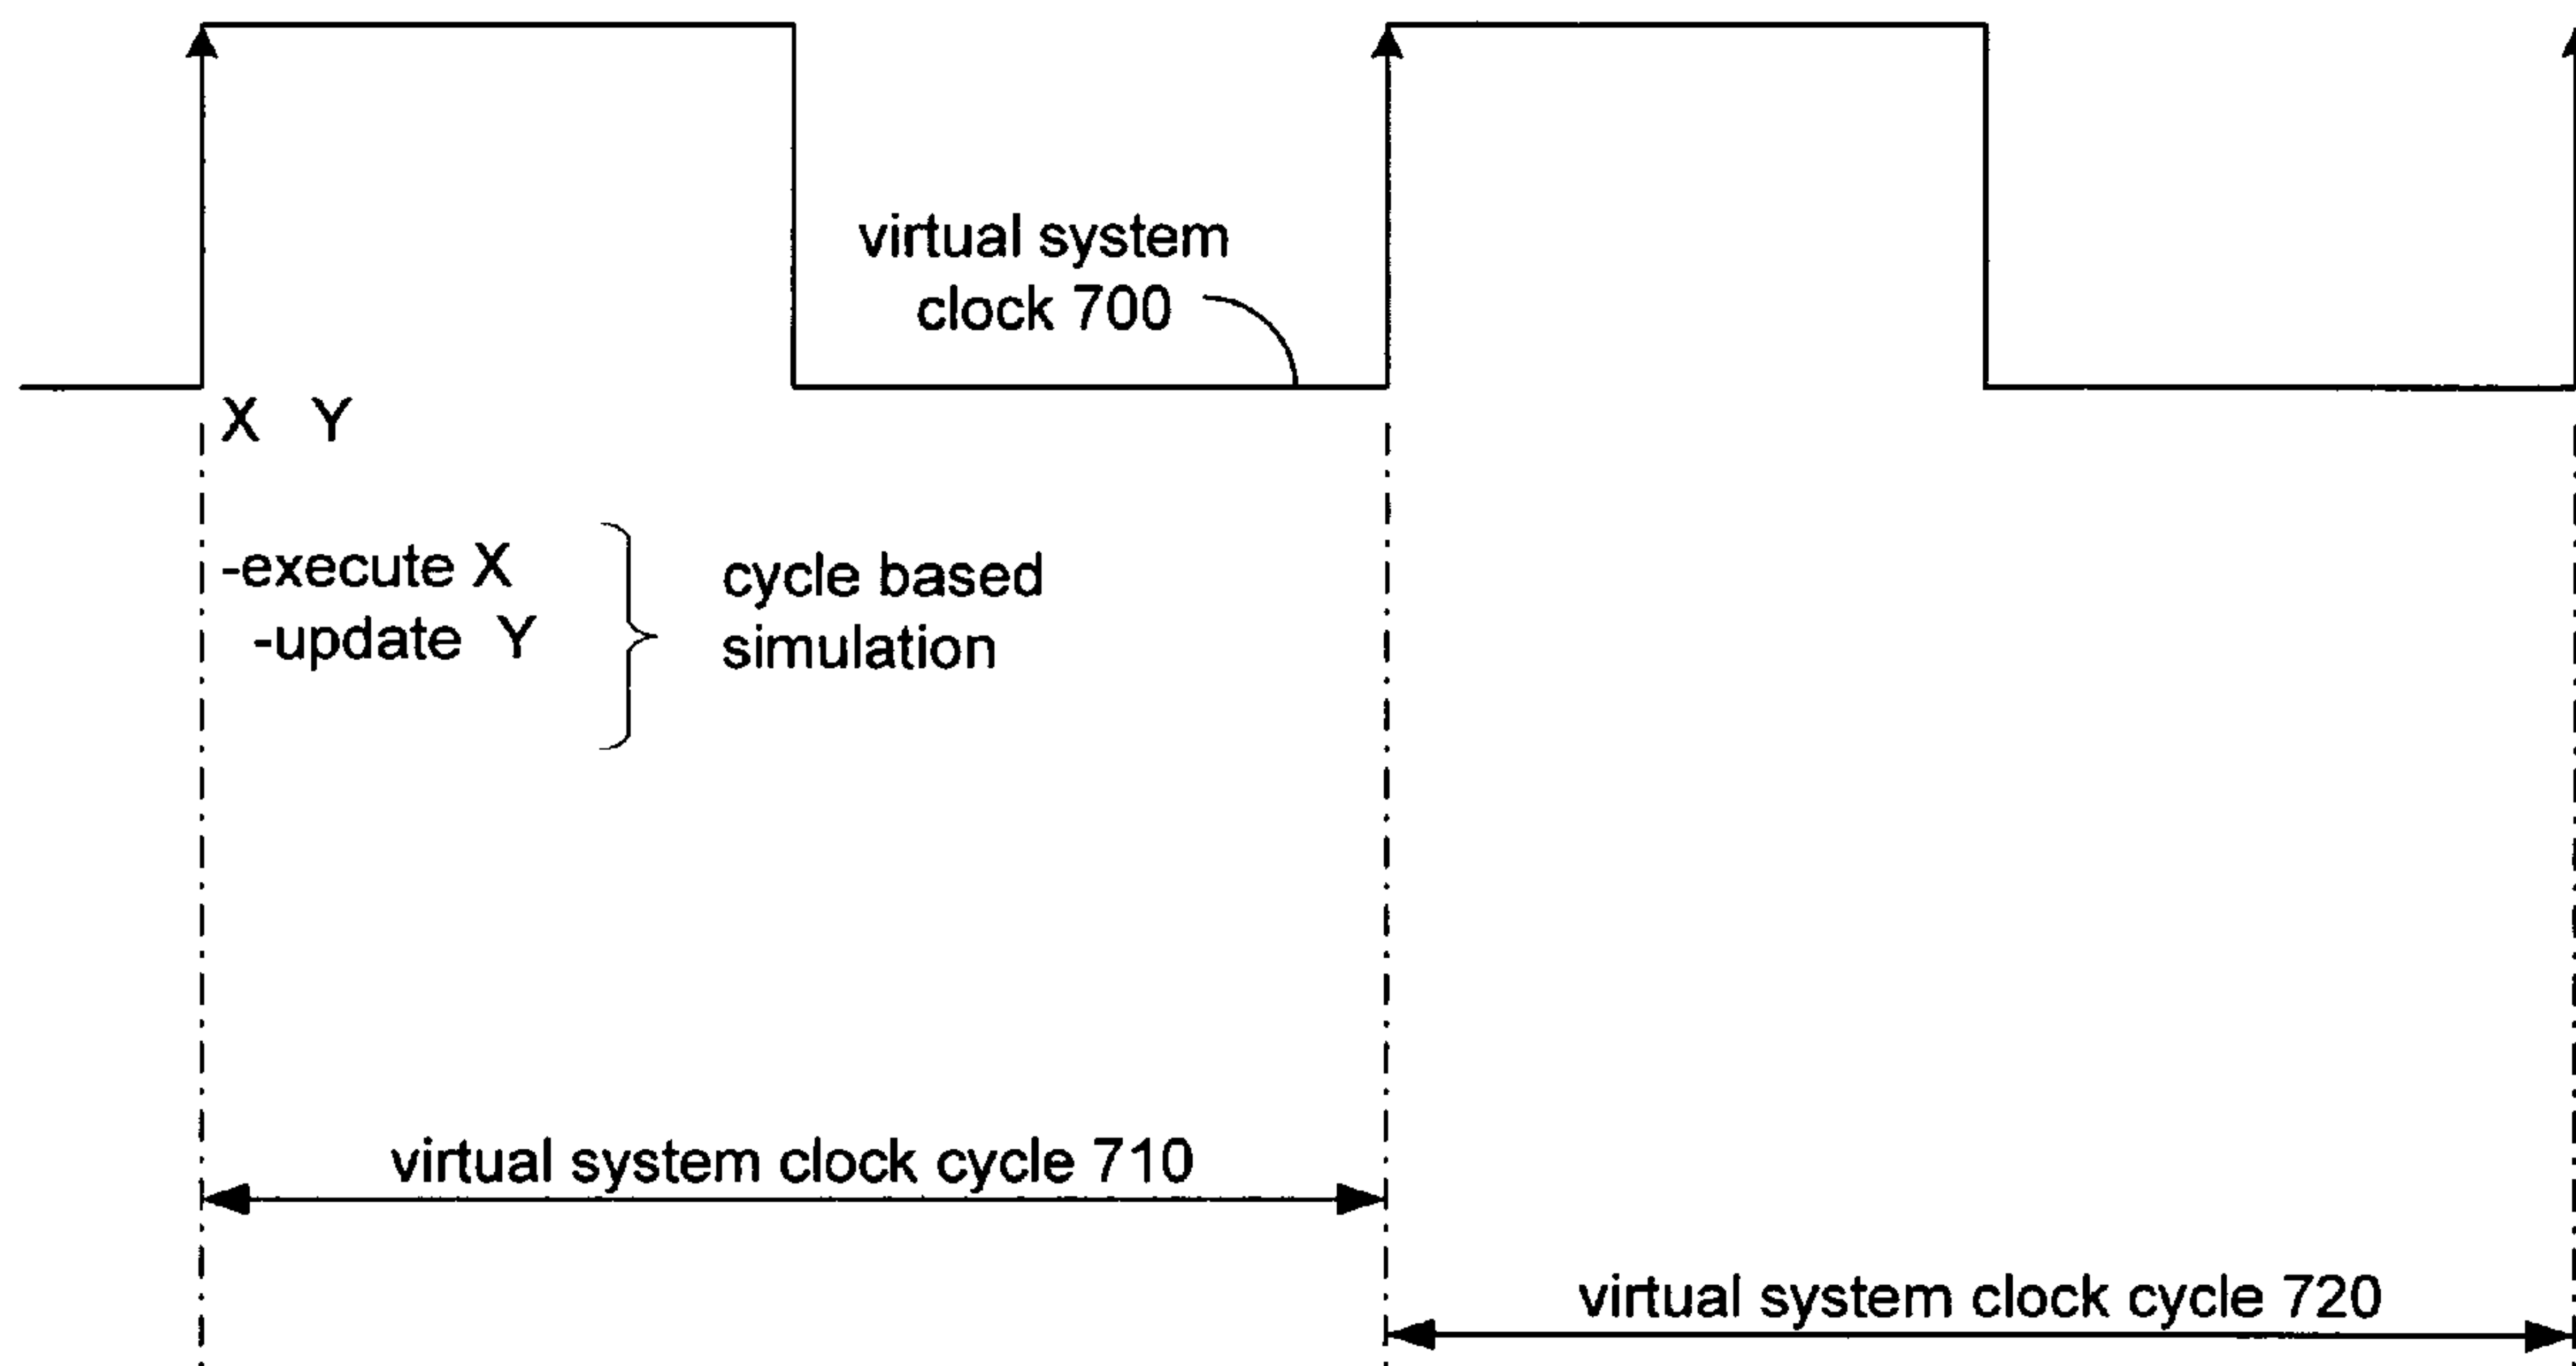 virtual system
clock 700
X Y
-execute X
-update Y
cycle based
simulation
virtual system clock cycle 710
virtual system clock cycle 720